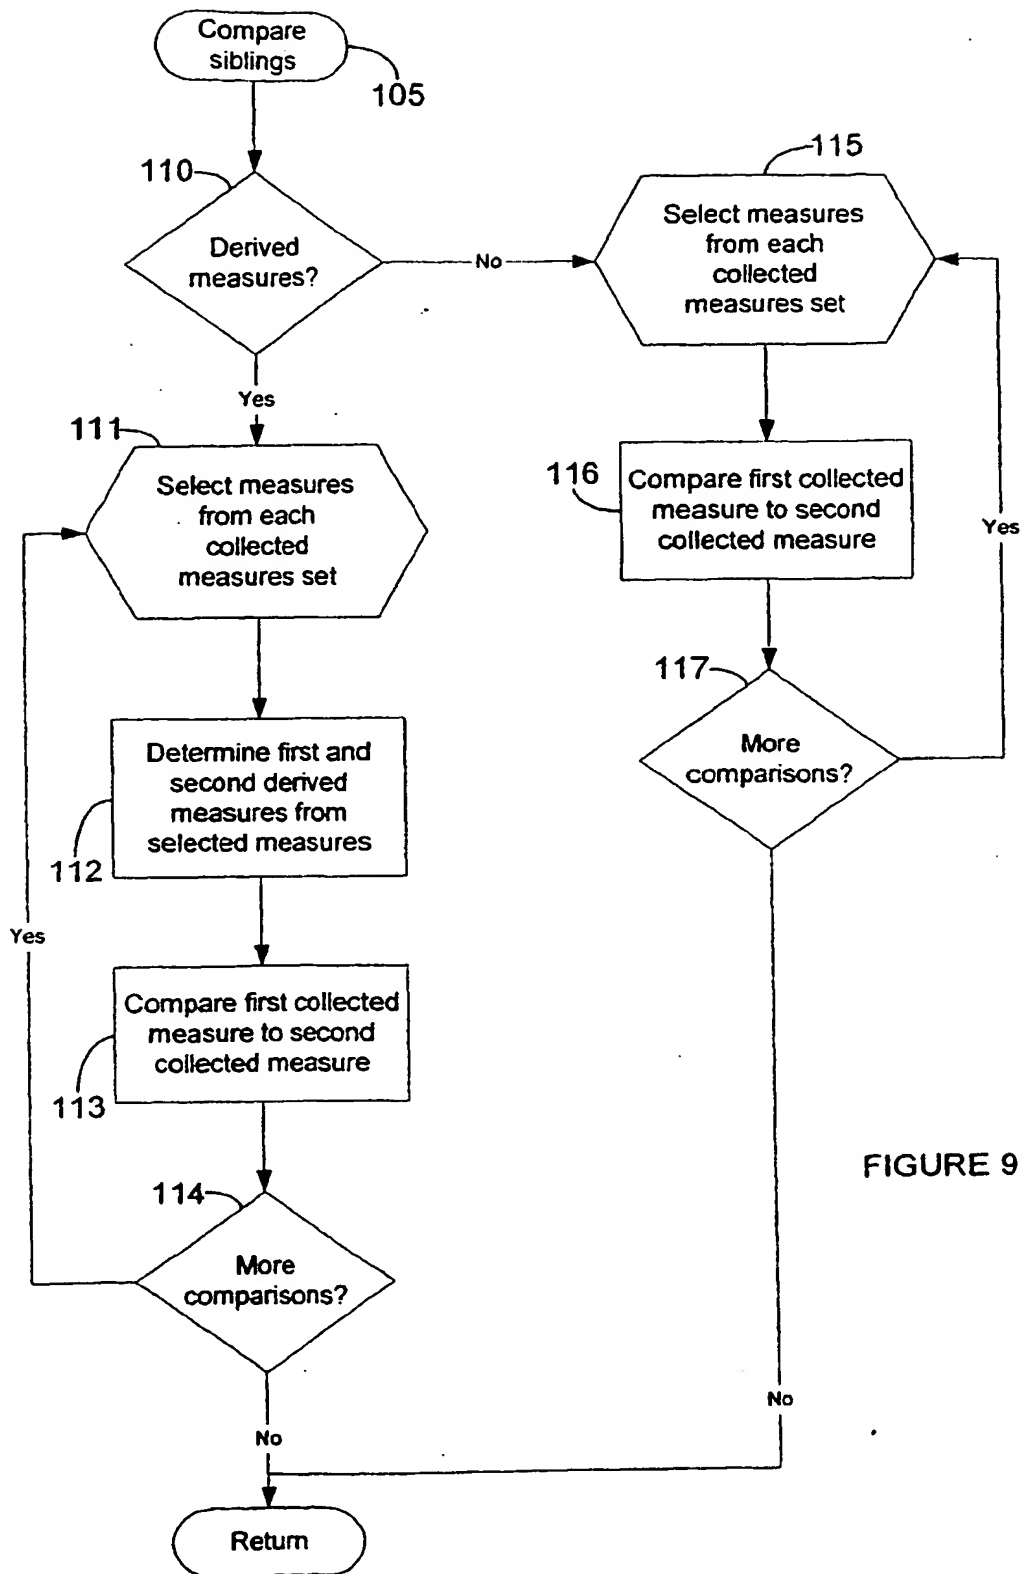 Compare
siblings
105
110
Derived
measures?
No
Yes
115
Select measures
from each
collected
measures set
116
Compare first collected
measure to second
collected measure
117
More
comparisons?
Yes
No
111
Select measures
from each
collected
measures set
112
Determine first and
second derived
measures from
selected measures
113
Compare first collected
measure to second
collected measure
114
More
comparisons?
Yes
No
Return
FIGURE 9